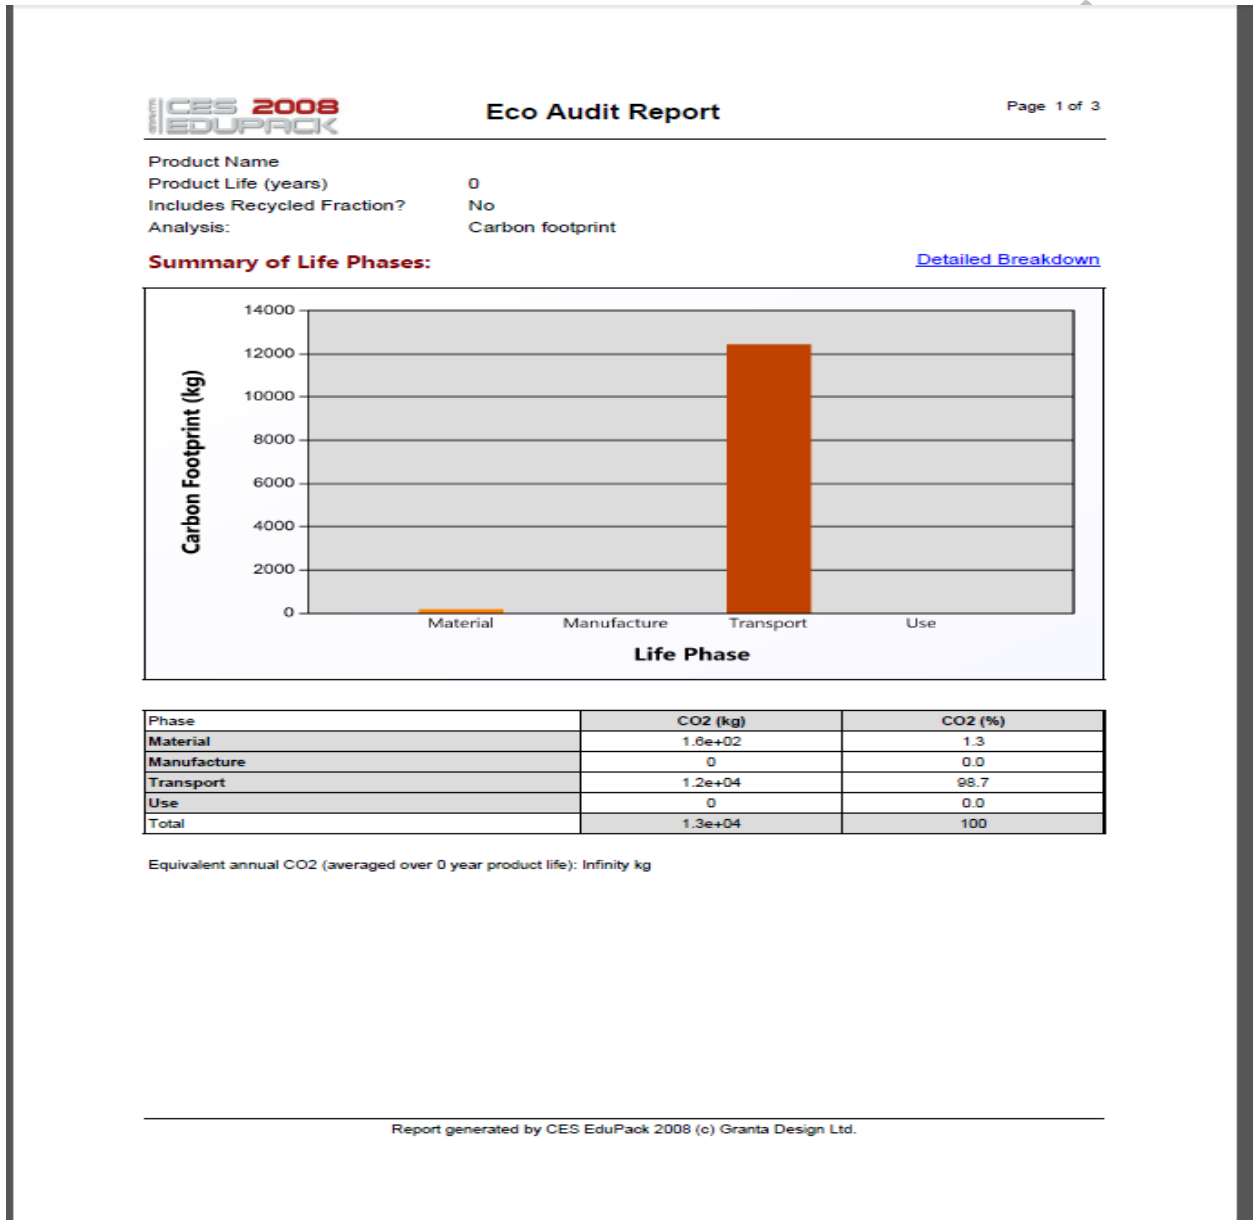 CES 2008
EDUPACK
Eco Audit Report
Page 1 of 3
Product Name
Product Life (years) 0
Includes Recycled Fraction? No
Analysis: Carbon footprint
Summary of Life Phases: Detailed Breakdown
14000
12000
10000
8000
6000
4000
2000
0
Carbon Footprint (kg)
Material Manufacture Transport Use
Life Phase
Phase CO2 (kg) CO2 (%)
Material 1.6e+02 1.3
Manufacture 0 0.0
Transport 1.2e+04 98.7
Use 0 0.0
Total 1.3e+04 100
Equivalent annual CO2 (averaged over 0 year product life): Infinity kg
Report generated by CES EduPack 2008 (c) Granta Design Ltd.